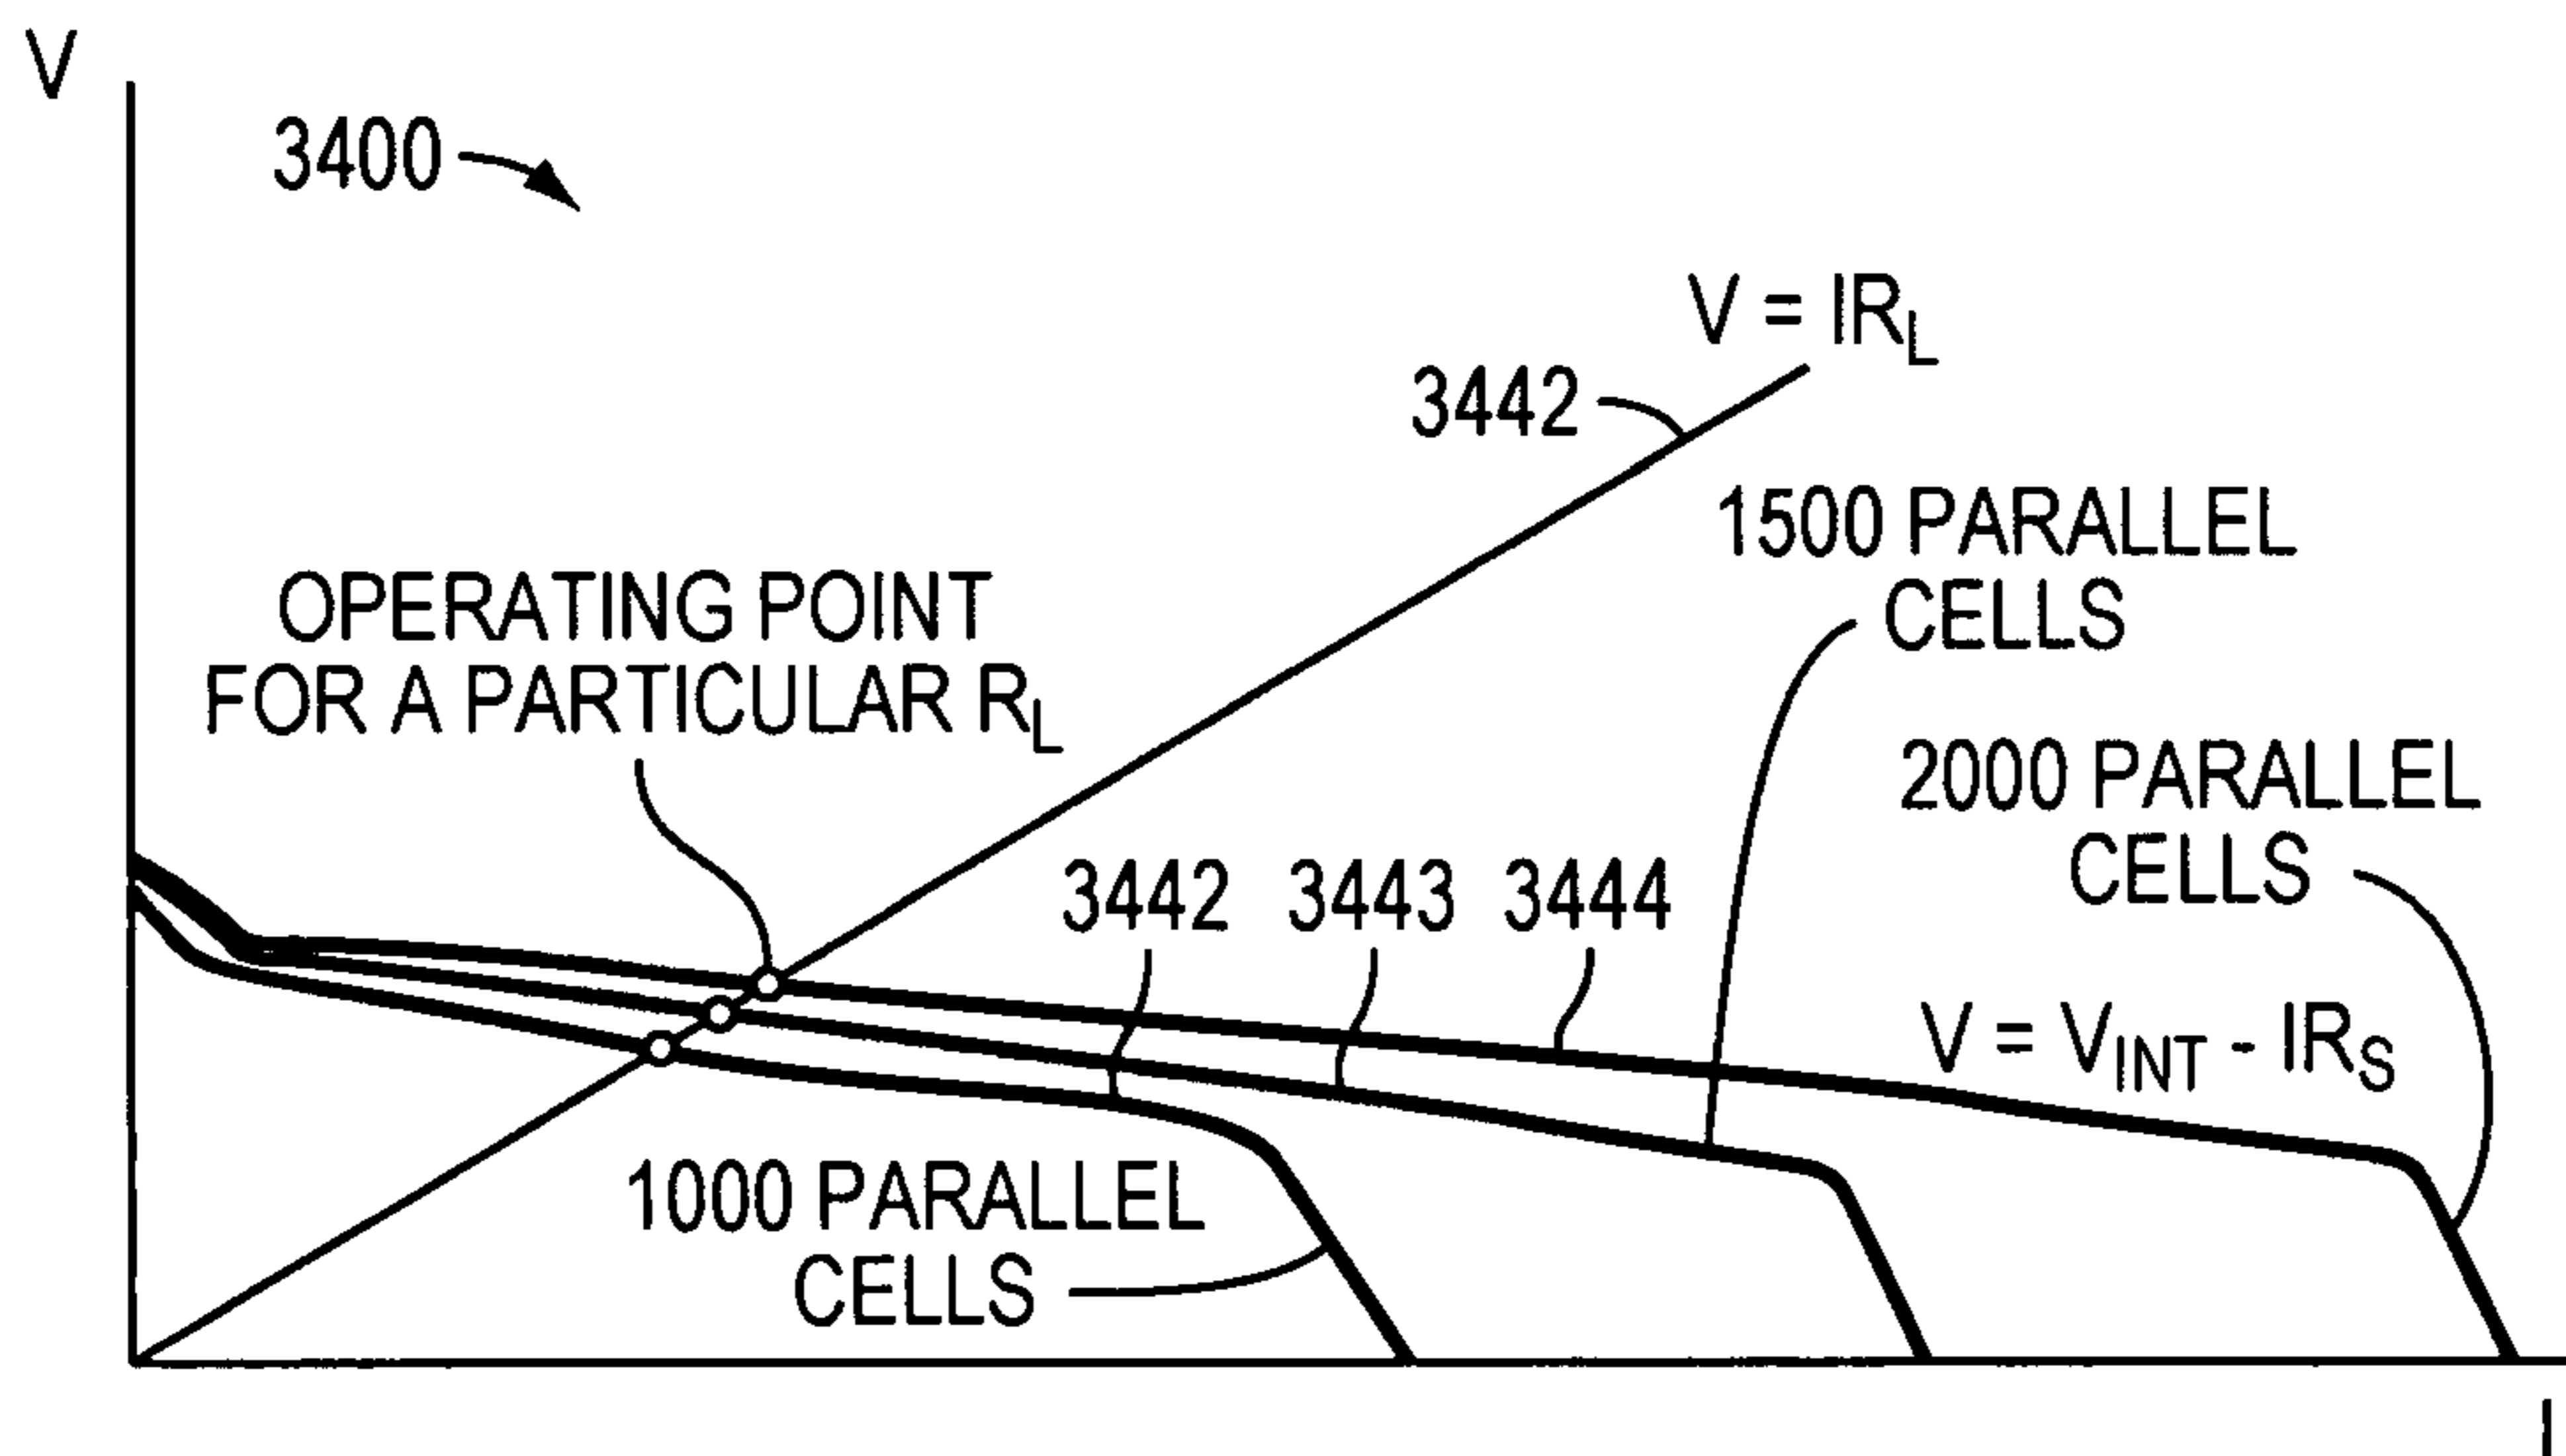 V
3400
V = IR_L
3442
1500 PARALLEL
CELLS
OPERATING POINT
FOR A PARTICULAR R_L
2000 PARALLEL
CELLS
3442
3443
3444
V = V_INT - IR_S
1000 PARALLEL
CELLS
I